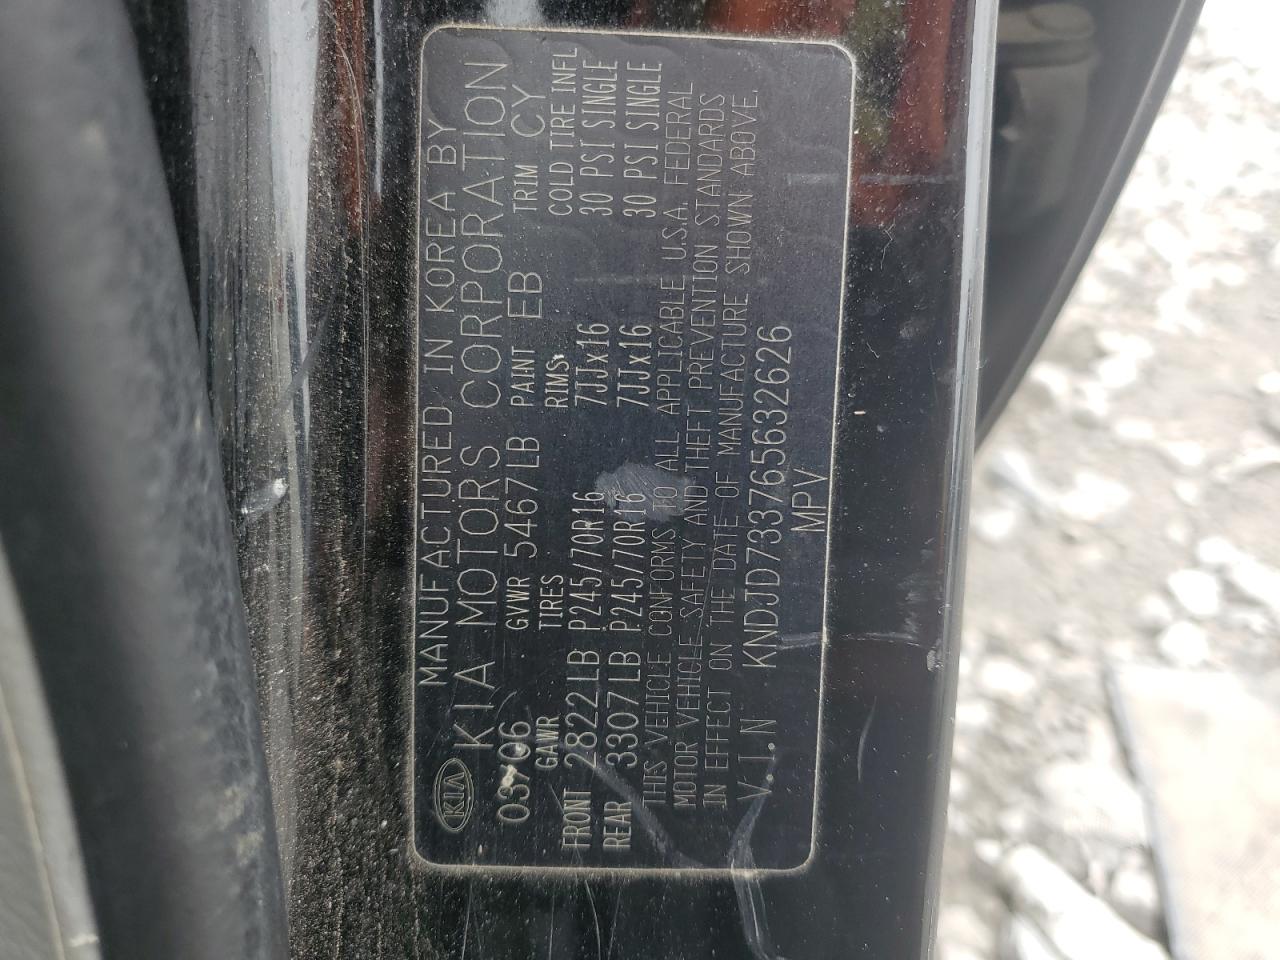 KIA
MANUFACTURED IN KOREA BY
KIA MOTORS CORPORATION
03/06 GVWR 5467LB PAINT EB TRIM CY
GAWR TIRES RIMS COLD TIRE INFL
FRONT 2822LB P245/70R16 7JJx16 30 PSI SINGLE
REAR 3307LB P245/70R16 7JJx16 30 PSI SINGLE
THIS VEHICLE CONFORMS TO ALL APPLICABLE U.S.A. FEDERAL
MOTOR VEHICLE SAFETY AND THEFT PREVENTION STANDARDS
IN EFFECT ON THE DATE OF MANUFACTURE SHOWN ABOVE.
V.I.N KNDJD733765632626
MPV